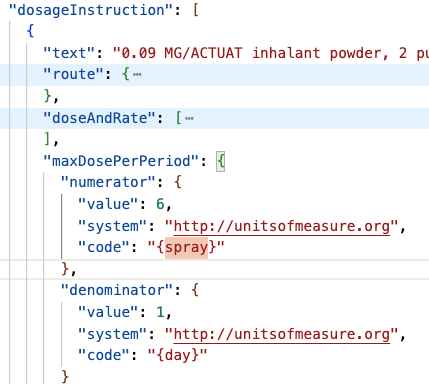 "dosageInstruction": [
{
"text": "0.09 MG/ACTUAT inhalant powder, 2 pu
"route": {…
},
"doseAndRate": […
],
"maxDosePerPeriod": {
"numerator": {
"value": 6,
"system": "http://unitsofmeasure.org",
"code": "{spray}"
},
"denominator": {
"value": 1,
"system": "http://unitsofmeasure.org",
"code": "{day}"
}